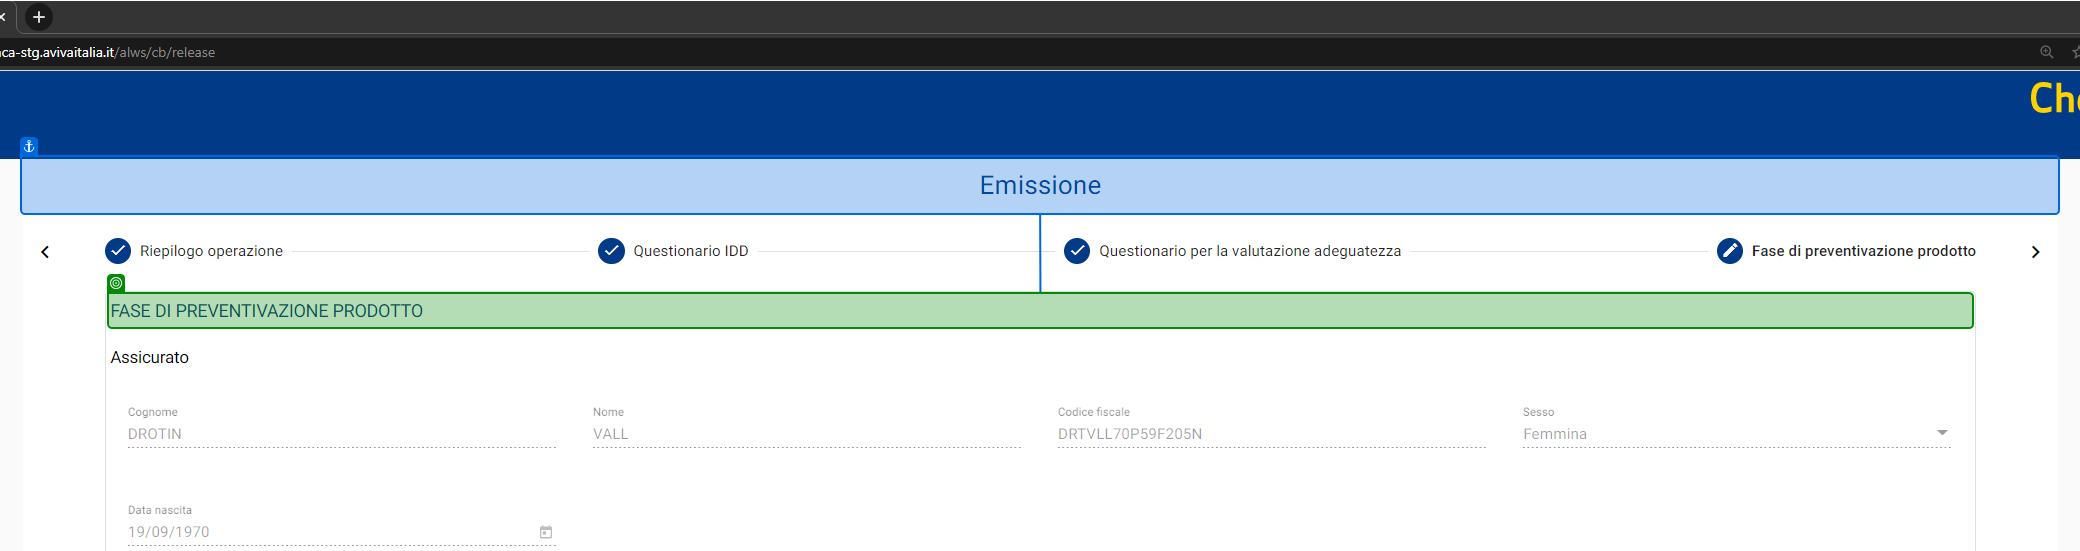 ca-stg.avivaitalia.it/alws/cb/release
Ch
Emissione
Riepilogo operazione
Questionario IDD
Questionario per la valutazione adeguatezza
Fase di preventivazione prodotto
FASE DI PREVENTIVAZIONE PRODOTTO
Assicurato
Cognome
DROTIN
Nome
VALL
Codice fiscale
DRTVLL70P59F205N
Sesso
Femmina
Data nascita
19/09/1970